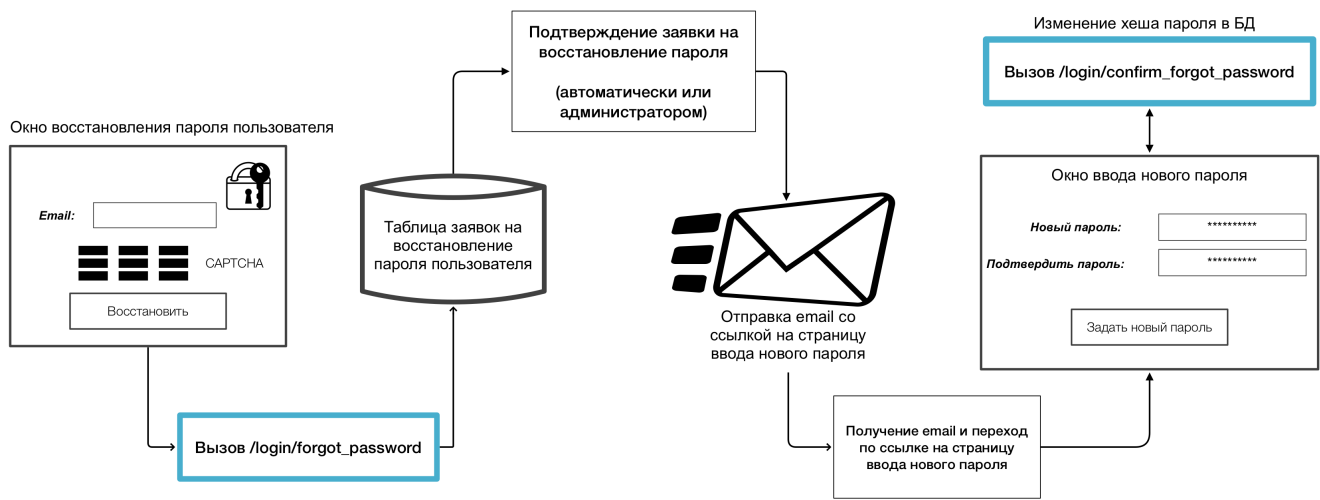 Окно восстановления пароля пользователя
Email:
CAPTCHA
Восстановить
Вызов /login/forgot_password
Таблица заявок на
восстановление
пароля пользователя
Подтверждение заявки на
восстановление пароля
(автоматически или
администратором)
Отправка email со
ссылкой на страницу
ввода нового пароля
Получение email и переход
по ссылке на страницу
ввода нового пароля
Изменение хеша пароля в БД
Вызов /login/confirm_forgot_password
Окно ввода нового пароля
Новый пароль: **********
Подтвердить пароль: **********
Задать новый пароль